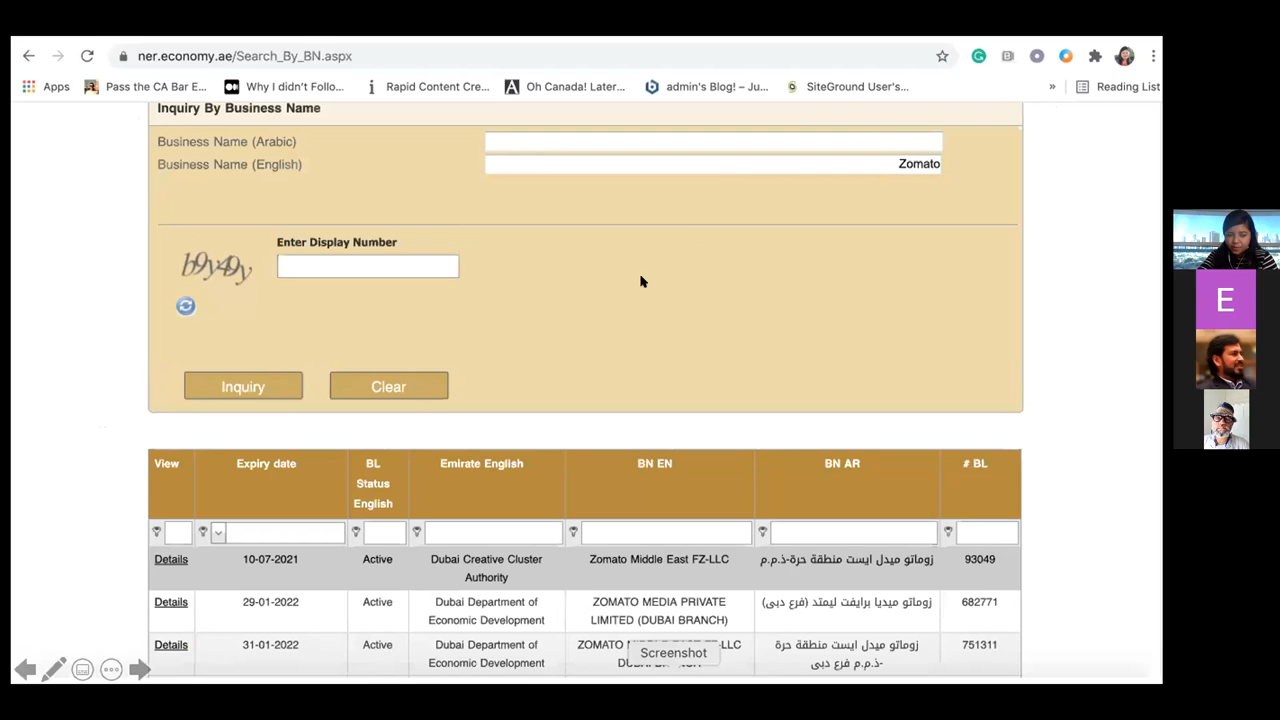 ner.economy.ae/Search_By_BN.aspx
Apps Pass the CA Bar E... Why I didn't Follo... Rapid Content Cre... Oh Canada! Later... admin's Blog! – Ju... SiteGround User's... » Reading List
Inquiry By Business Name
Business Name (Arabic)
Business Name (English) Zomato
Enter Display Number
b9y49y
Inquiry Clear
View Expiry date BL Status English Emirate English BN EN BN AR # BL
Details 10-07-2021 Active Dubai Creative Cluster Zomato Middle East FZ-LLC زوماتو ميدل ايست منطقة حرة-ذ.م.م 93049
Authority
Details 29-01-2022 Active Dubai Department of ZOMATO MEDIA PRIVATE زوماتو ميديا برايفت ليمتد (فرع دبى) 682771
Economic Development LIMITED (DUBAI BRANCH)
Details 31-01-2022 Active Dubai Department of ZOMATO LLC زوماتو ميدل ايست منطقة حرة 751311
Economic Development -ذ.م.م فرع دبى
Screenshot
E